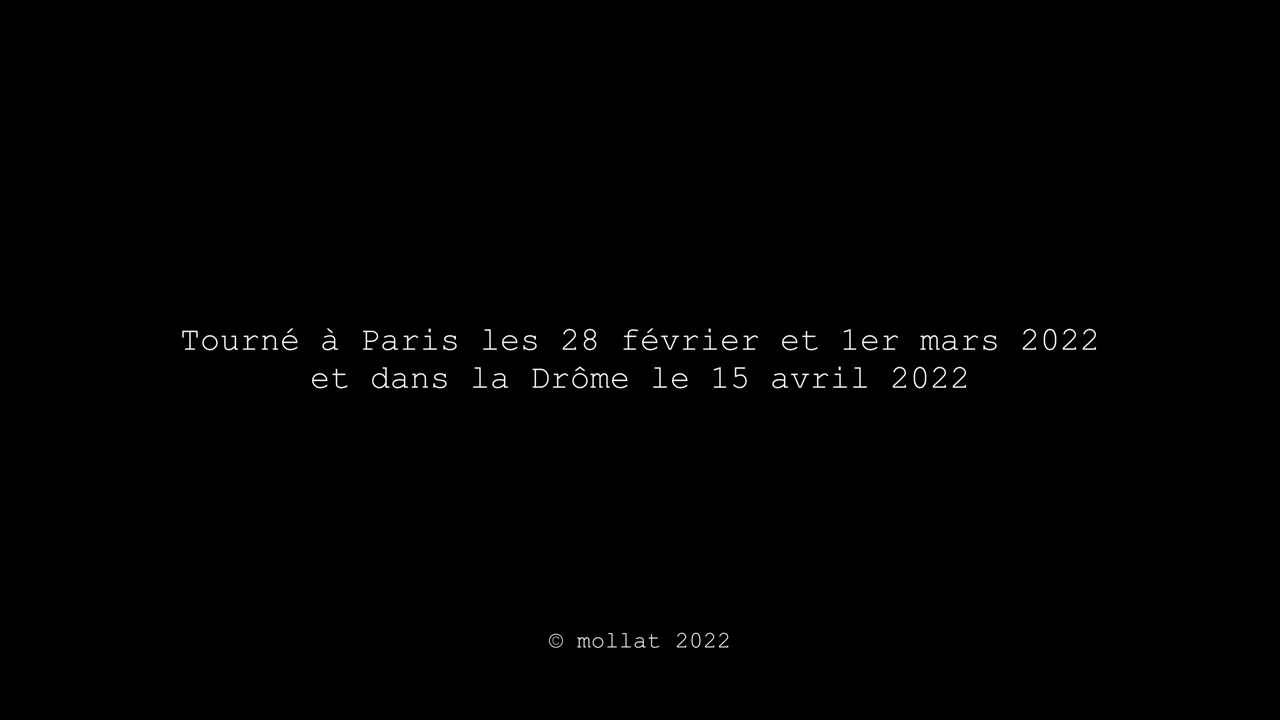 Tourné à Paris les 28 février et 1er mars 2022
et dans la Drôme le 15 avril 2022
© mollat 2022